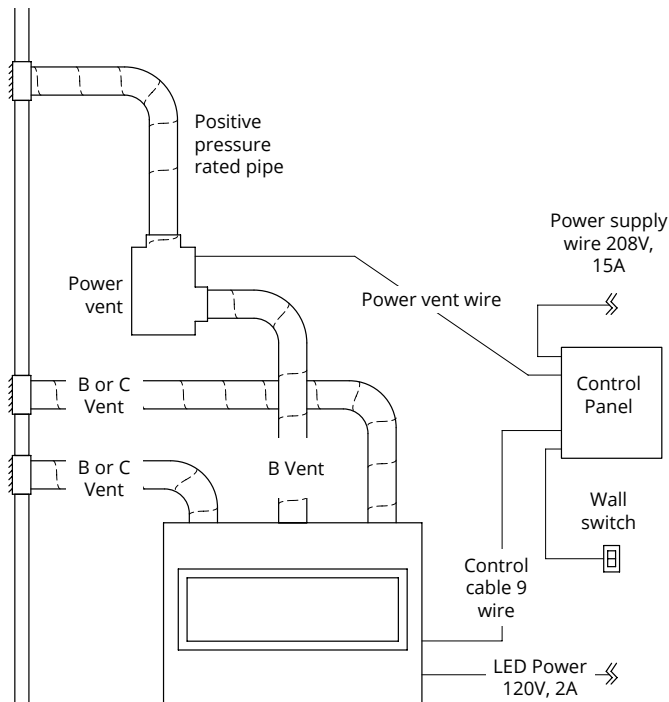 Positive
pressure
rated pipe
Power supply
wire 208V,
15A
Power
vent
Power vent wire
B or C
Vent
Control
Panel
B or C
Vent
B Vent
Wall
switch
Control
cable 9
wire
LED Power
120V, 2A